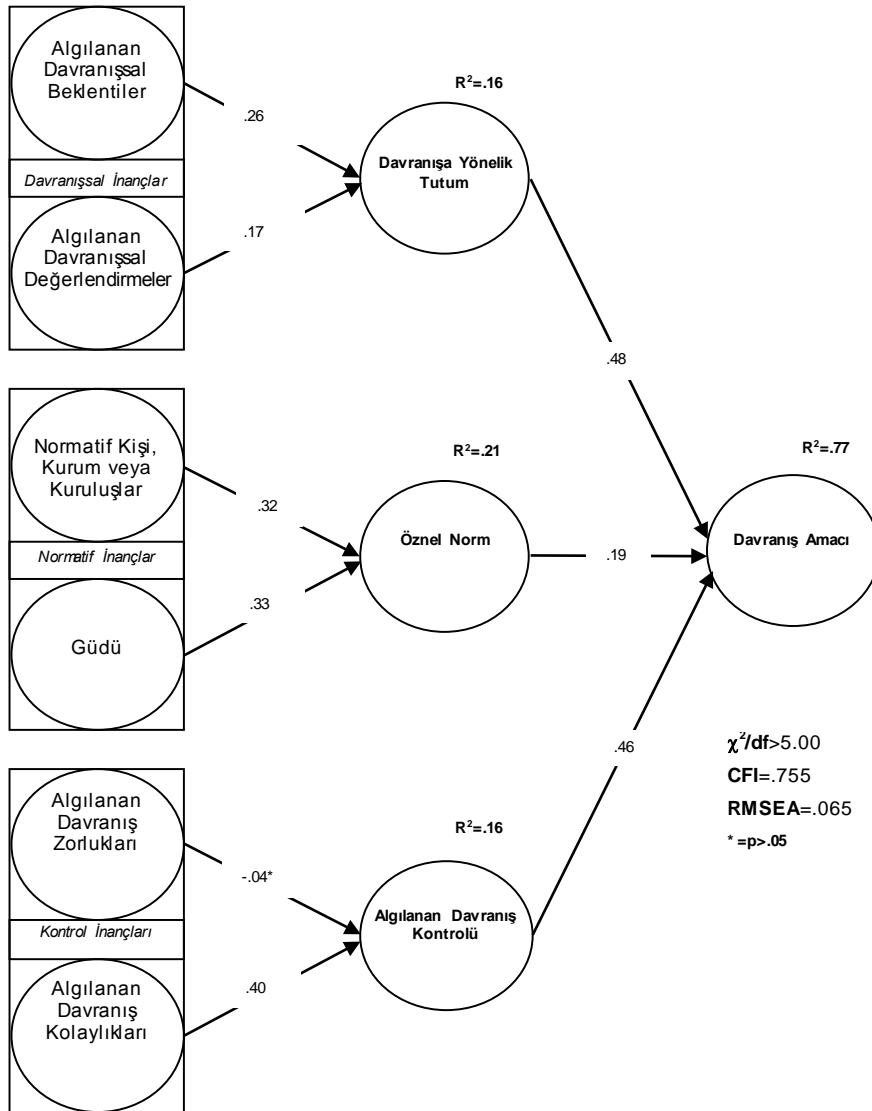 Algılanan
Davranışsal
Beklentiler
.26
Davranışsal İnançlar
Algılanan
Davranışsal
Değerlendirmeler
.17
R²=.16
Davranışa Yönelik
Tutum
.48
Normatif Kişi,
Kurum veya
Kuruluşlar
.32
Normatif İnançlar
Güdü
.33
R²=.21
Öznel Norm
.19
R²=.77
Davranış Amacı
Algılanan
Davranış
Zorlukları
-.04*
Kontrol İnançları
Algılanan
Davranış
Kolaylıkları
.40
R²=.16
Algılanan Davranış
Kontrolü
.46
χ²/df>5.00
CFI=.755
RMSEA=.065
*=p>.05